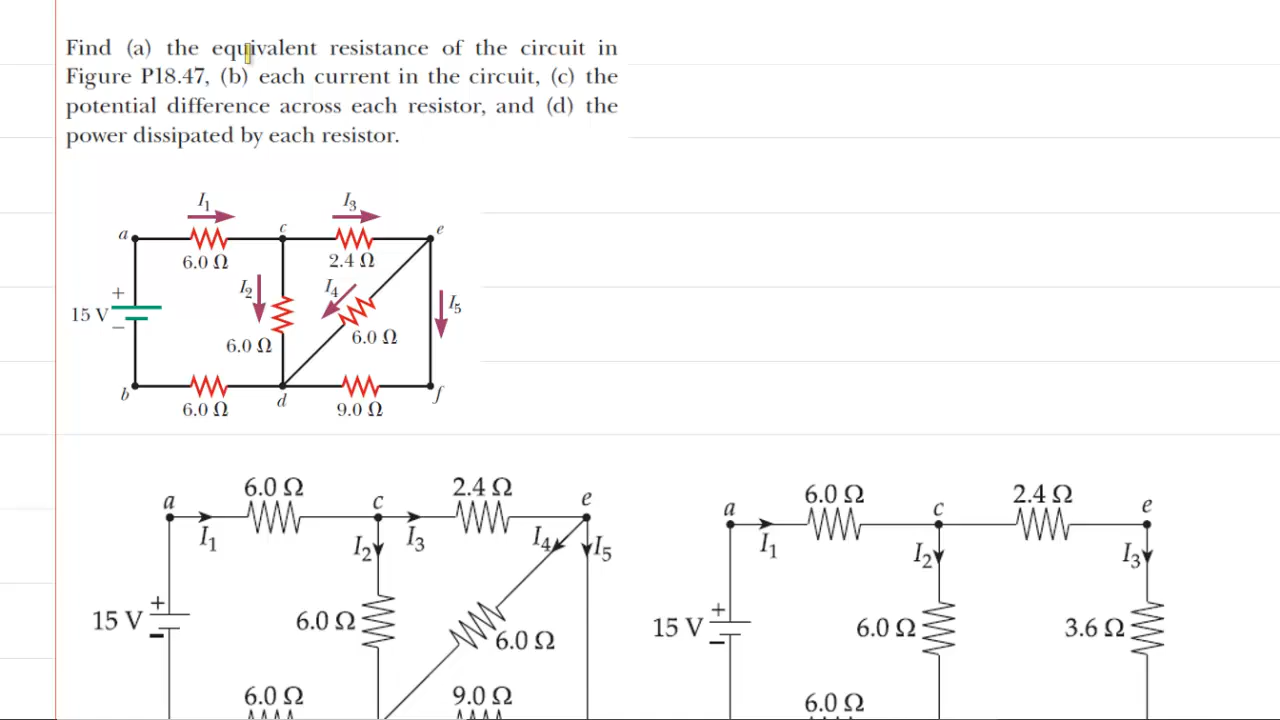 Find (a) the equivalent resistance of the circuit in
Figure P18.47, (b) each current in the circuit, (c) the
potential difference across each resistor, and (d) the
power dissipated by each resistor.
I1 I3
a c e
6.0 Ω 2.4 Ω
+ I2 I4 I5
15 V
−
6.0 Ω 6.0 Ω
b d f
6.0 Ω 9.0 Ω
6.0 Ω 2.4 Ω
a c e
I1 I2 I3 I4 I5
+
15 V 6.0 Ω 6.0 Ω
−
6.0 Ω 9.0 Ω
6.0 Ω 2.4 Ω
a c e
I1 I2 I3
+
15 V 6.0 Ω 3.6 Ω
−
6.0 Ω